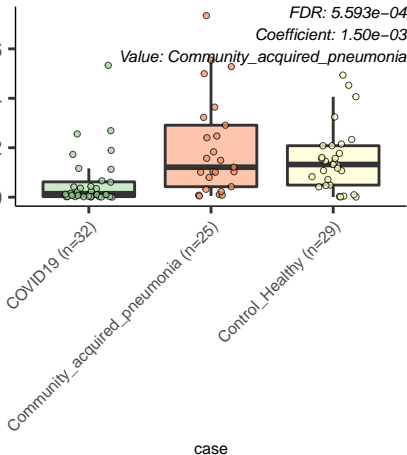 FDR: 5.593e−04
Coefficient: 1.50e−03
Value: Community_acquired_pneumonia
COVID19 (n=32)
Community_acquired_pneumonia (n=25)
Control_Healthy (n=29)
case